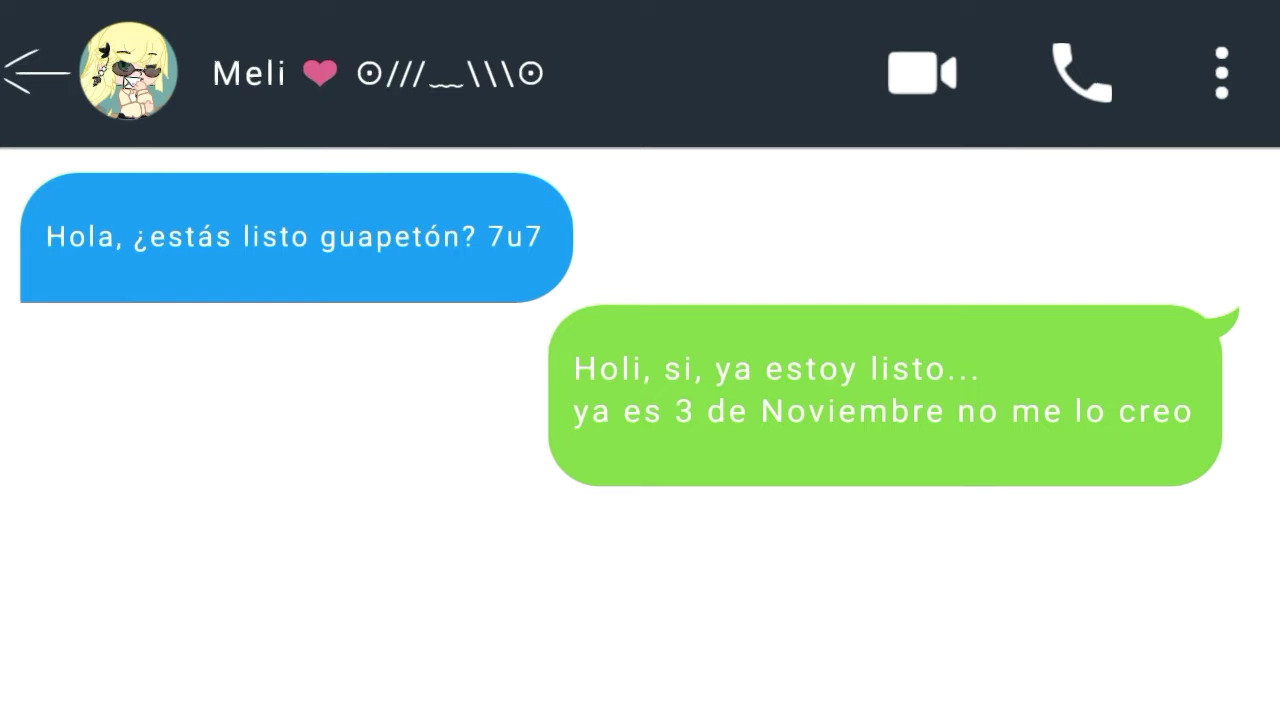 Meli ❤ ⊙///﹏\\\⊙
Hola, ¿estás listo guapetón? 7u7
Holi, si, ya estoy listo...
ya es 3 de Noviembre no me lo creo